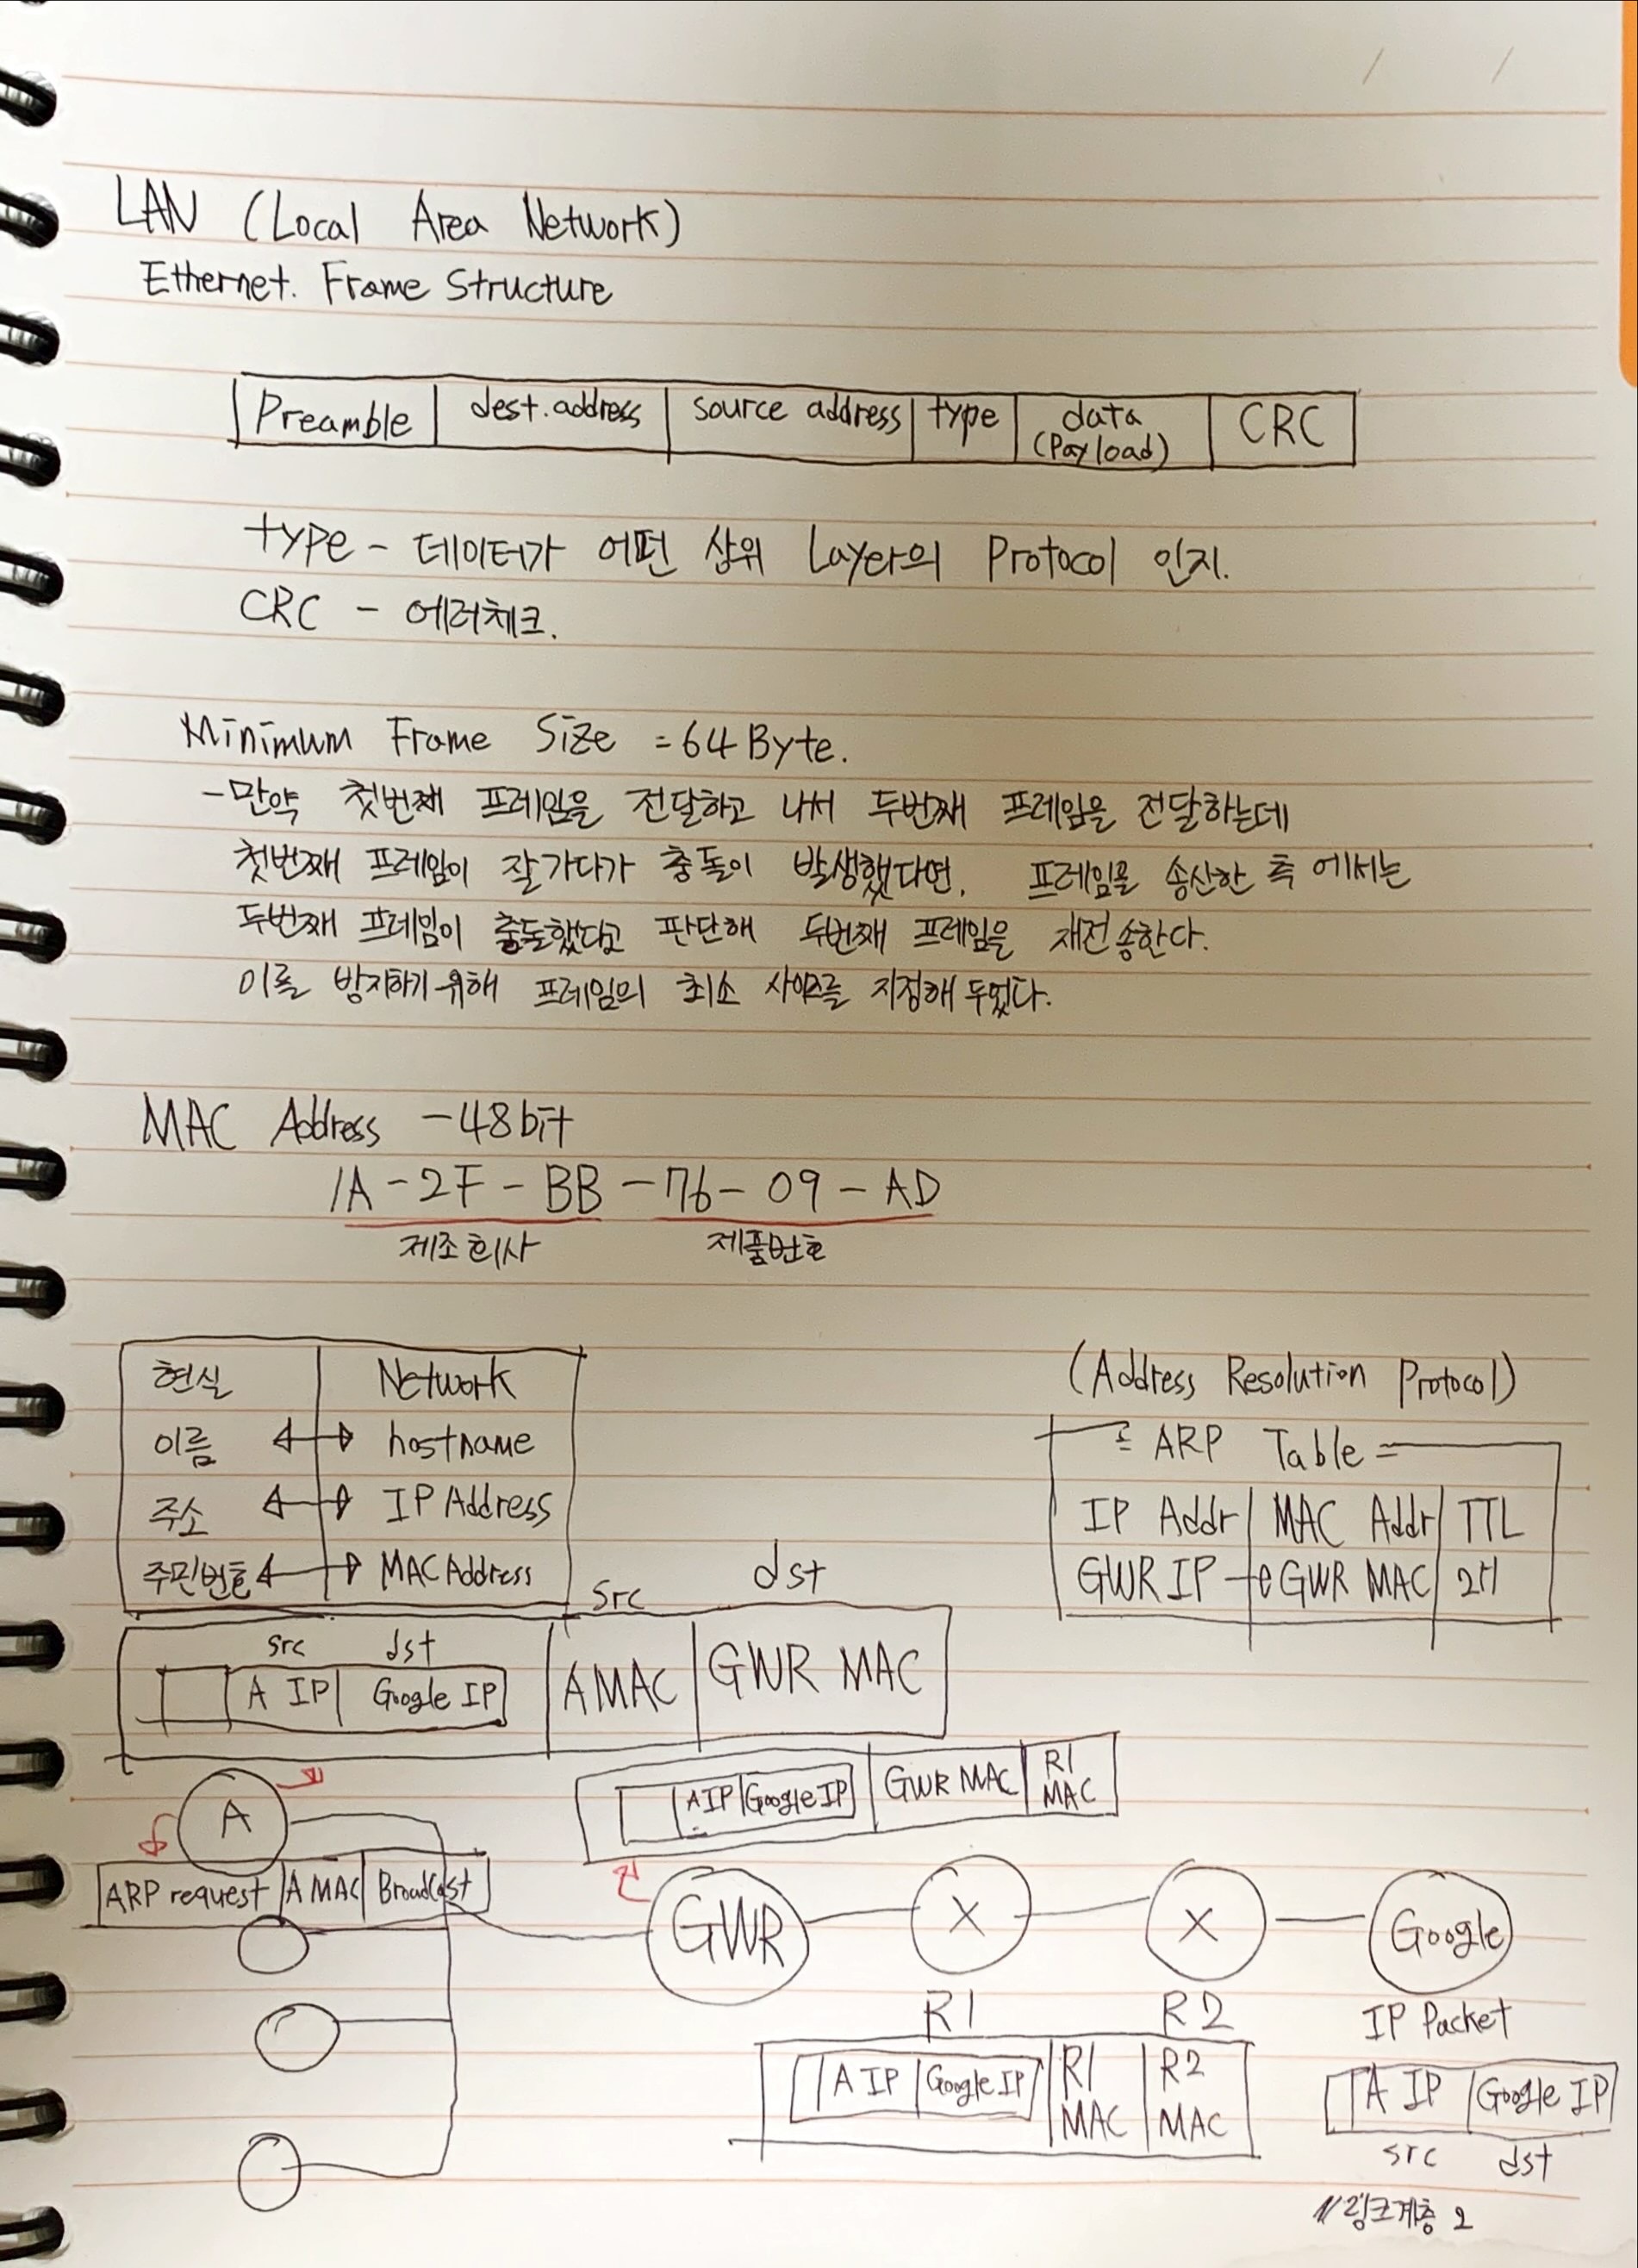 LAN (Local Area Network)
Ethernet. Frame Structure
Preamble dest.address source address type data (Payload) CRC
type - 데이터가 어떤 상위 Layer의 Protocol 인지.
CRC - 에러체크.
Minimum Frame Size = 64 Byte.
- 만약 첫번째 프레임을 전달하고 나서 두번째 프레임을 전달하는데
첫번째 프레임이 잘가다가 충돌이 발생했다면, 프레임을 송신한 측 에서는
두번째 프레임이 충돌했다고 판단해 두번째 프레임을 재전송한다.
이를 방지하기 위해 프레임의 최소 사이즈를 지정해 두었다.
MAC Address - 48bit
1A - 2F - BB - 76 - 09 - AD
제조회사 제품번호
현실 Network
이름 ↔ hostname
주소 ↔ IP Address
주민번호 ↔ MAC Address
(Address Resolution Protocol)
= ARP Table =
IP Addr MAC Addr TTL
GWR IP GWR MAC
src dst
src dst
A IP Google IP A MAC GWR MAC
A IP Google IP GWR MAC R1 MAC
A
ARP request A MAC Broadcast
GWR X X Google
R1 R2 IP Packet
A IP Google IP R1 MAC R2 MAC
A IP Google IP
src dst
// 링크계층 2